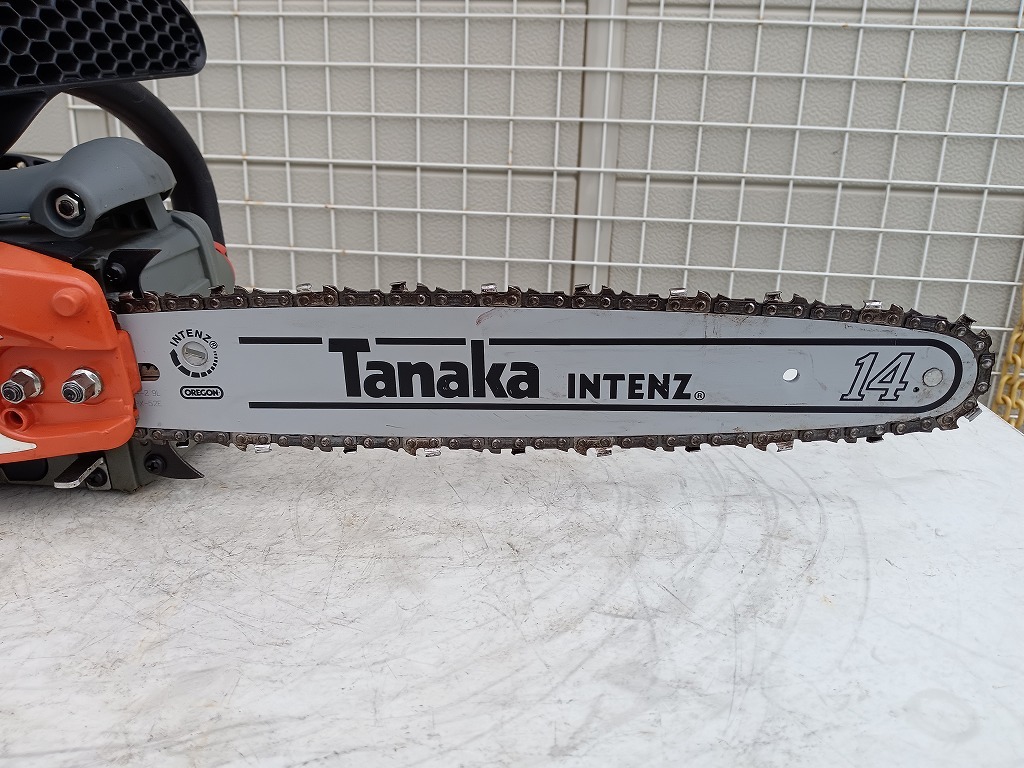 INTENZ®
OREGON
Tanaka INTENZ®
14